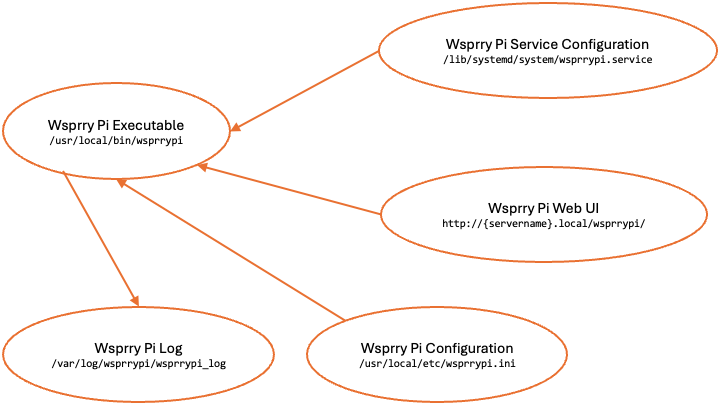 Wsprry Pi Service Configuration
/lib/systemd/system/wsprrypi.service
Wsprry Pi Executable
/usr/local/bin/wsprrypi
Wsprry Pi Web UI
http://{servername}.local/wsprrypi/
Wsprry Pi Log
/var/log/wsprrypi/wsprrypi_log
Wsprry Pi Configuration
/usr/local/etc/wsprrypi.ini